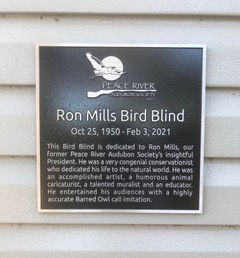 PEACE RIVER
AUDUBON SOCIETY
Ron Mills Bird Blind
Oct 25, 1950 - Feb 3, 2021
This Bird Blind is dedicated to Ron Mills, our
former Peace River Audubon Society's insightful
President. He was a very congenial conservationist
who dedicated his life to the natural world. He was
an accomplished artist, a humorous animal
caricaturist, a talented muralist and an educator.
He entertained his audiences with a highly
accurate Barred Owl call imitation.